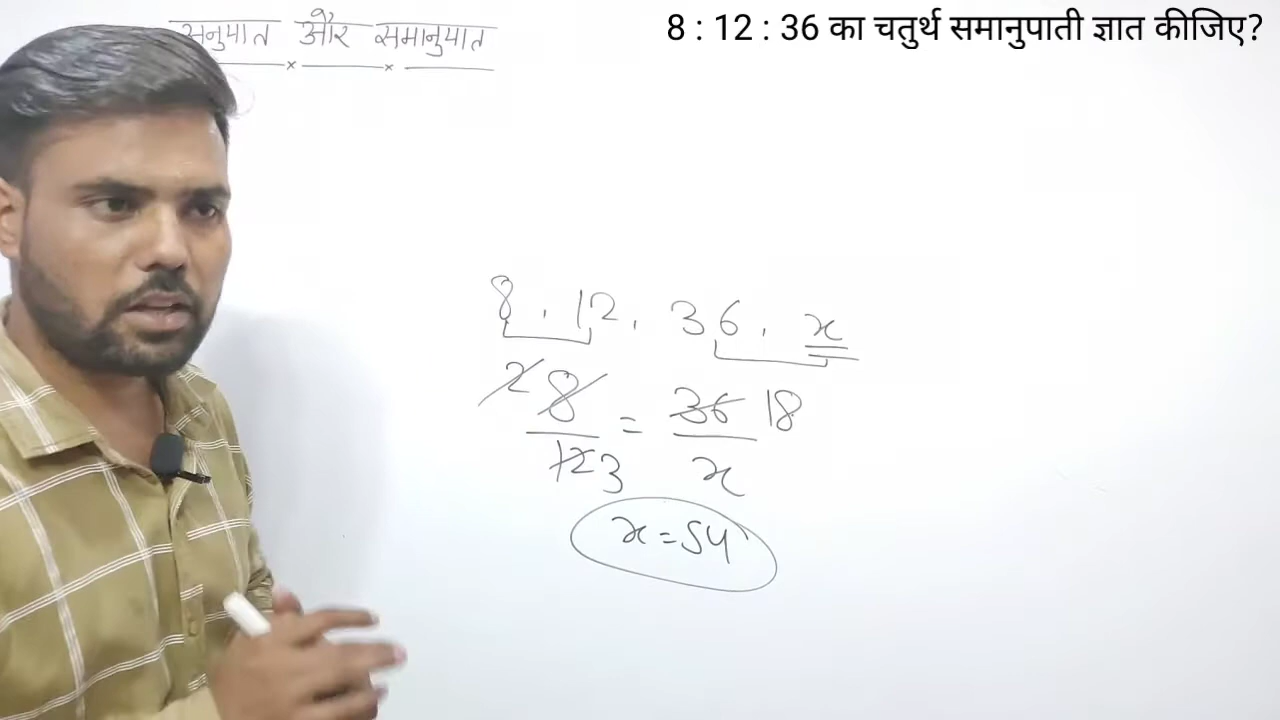 8 : 12 : 36 का चतुर्थ समानुपाती ज्ञात कीजिए?
अनुपात और समानुपात
8 . 12 . 36 . x
2 8 = 36 18
12 3 x
x = 54